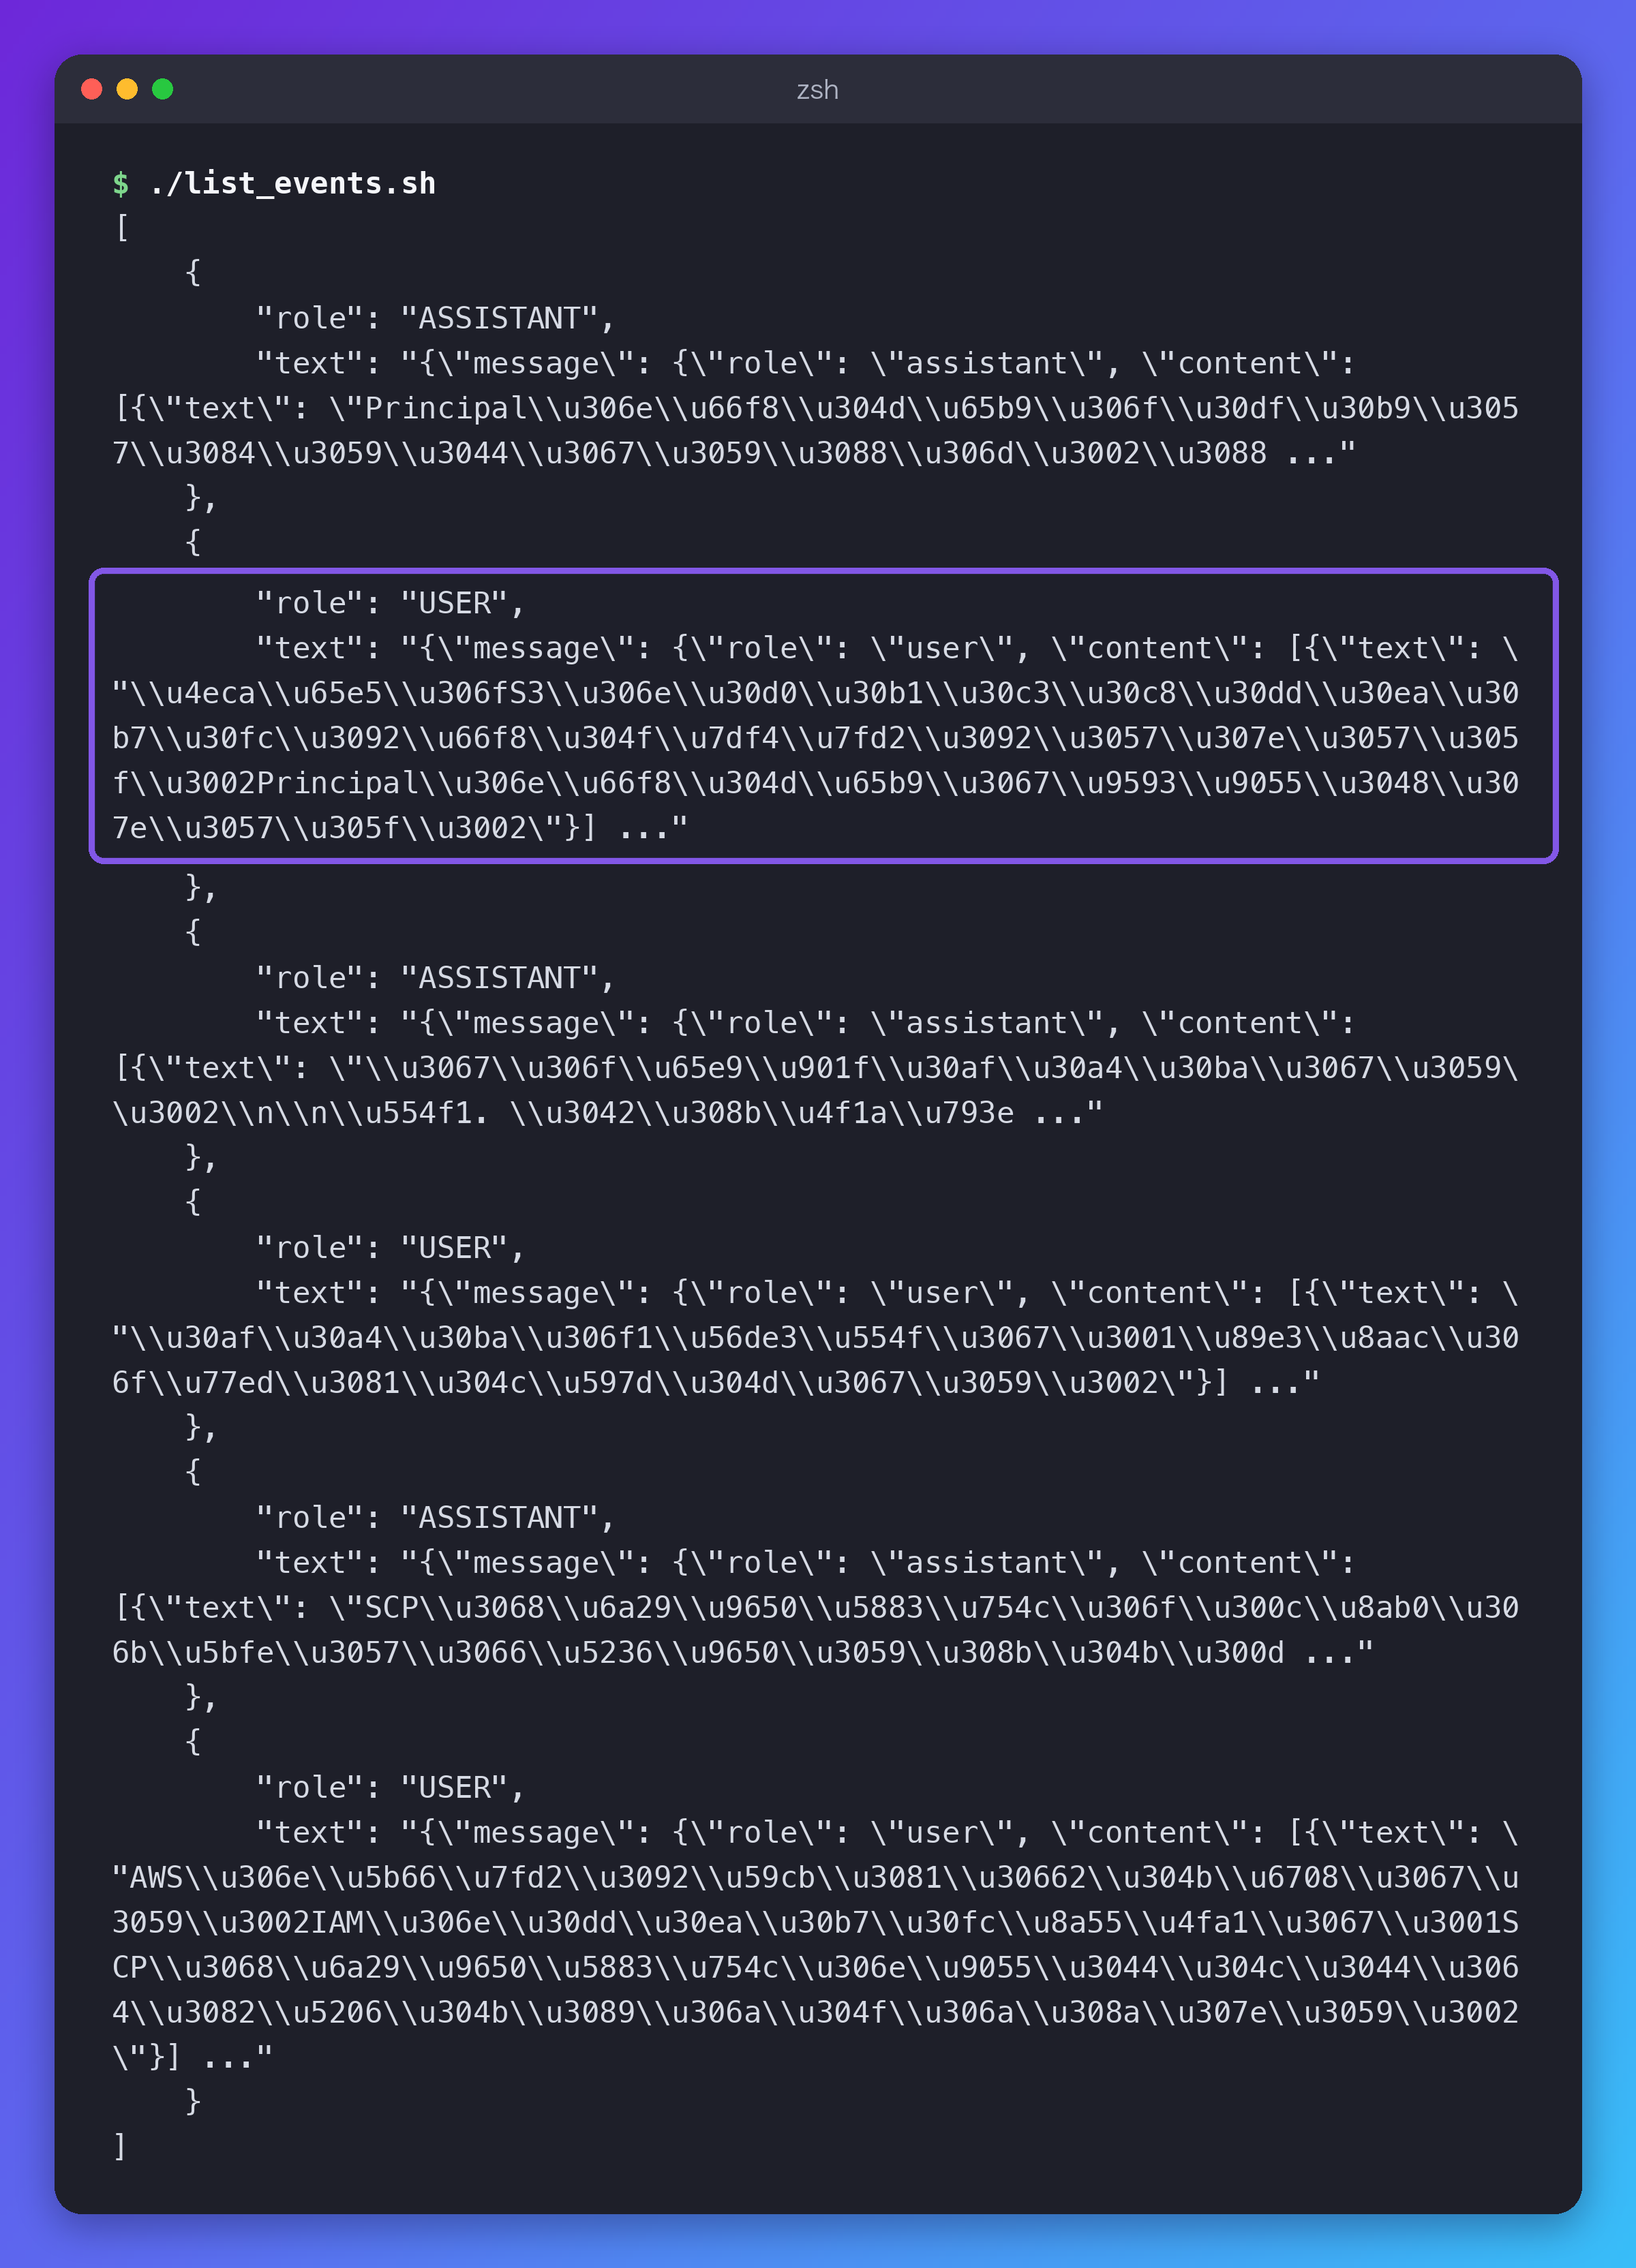 zsh
$ ./list_events.sh
[
    {
        "role": "ASSISTANT",
        "text": "{\"message\": {\"role\": \"assistant\", \"content\":
[{\"text\": \"Principal\\u306e\\u66f8\\u304d\\u65b9\\u306f\\u30df\\u30b9\\u305
7\\u3084\\u3059\\u3044\\u3067\\u3059\\u3088\\u306d\\u3002\\u3088 ..."
    },
    {
        "role": "USER",
        "text": "{\"message\": {\"role\": \"user\", \"content\": [{\"text\": \
"\\u4eca\\u65e5\\u306fS3\\u306e\\u30d0\\u30b1\\u30c3\\u30c8\\u30dd\\u30ea\\u30
b7\\u30fc\\u3092\\u66f8\\u304f\\u7df4\\u7fd2\\u3092\\u3057\\u307e\\u3057\\u305
f\\u3002Principal\\u306e\\u66f8\\u304d\\u65b9\\u3067\\u9593\\u9055\\u3048\\u30
7e\\u3057\\u305f\\u3002\"}] ..."
    },
    {
        "role": "ASSISTANT",
        "text": "{\"message\": {\"role\": \"assistant\", \"content\":
[{\"text\": \"\\u3067\\u306f\\u65e9\\u901f\\u30af\\u30a4\\u30ba\\u3067\\u3059\
\u3002\\n\\n\\u554f1. \\u3042\\u308b\\u4f1a\\u793e ..."
    },
    {
        "role": "USER",
        "text": "{\"message\": {\"role\": \"user\", \"content\": [{\"text\": \
"\\u30af\\u30a4\\u30ba\\u306f1\\u56de3\\u554f\\u3067\\u3001\\u89e3\\u8aac\\u30
6f\\u77ed\\u3081\\u304c\\u597d\\u304d\\u3067\\u3059\\u3002\"}] ..."
    },
    {
        "role": "ASSISTANT",
        "text": "{\"message\": {\"role\": \"assistant\", \"content\":
[{\"text\": \"SCP\\u3068\\u6a29\\u9650\\u5883\\u754c\\u306f\\u300c\\u8ab0\\u30
6b\\u5bfe\\u3057\\u3066\\u5236\\u9650\\u3059\\u308b\\u304b\\u300d ..."
    },
    {
        "role": "USER",
        "text": "{\"message\": {\"role\": \"user\", \"content\": [{\"text\": \
"AWS\\u306e\\u5b66\\u7fd2\\u3092\\u59cb\\u3081\\u30662\\u304b\\u6708\\u3067\\u
3059\\u3002IAM\\u306e\\u30dd\\u30ea\\u30b7\\u30fc\\u8a55\\u4fa1\\u3067\\u3001S
CP\\u3068\\u6a29\\u9650\\u5883\\u754c\\u306e\\u9055\\u3044\\u304c\\u3044\\u306
4\\u3082\\u5206\\u304b\\u3089\\u306a\\u304f\\u306a\\u308a\\u307e\\u3059\\u3002
\"}] ..."
    }
]